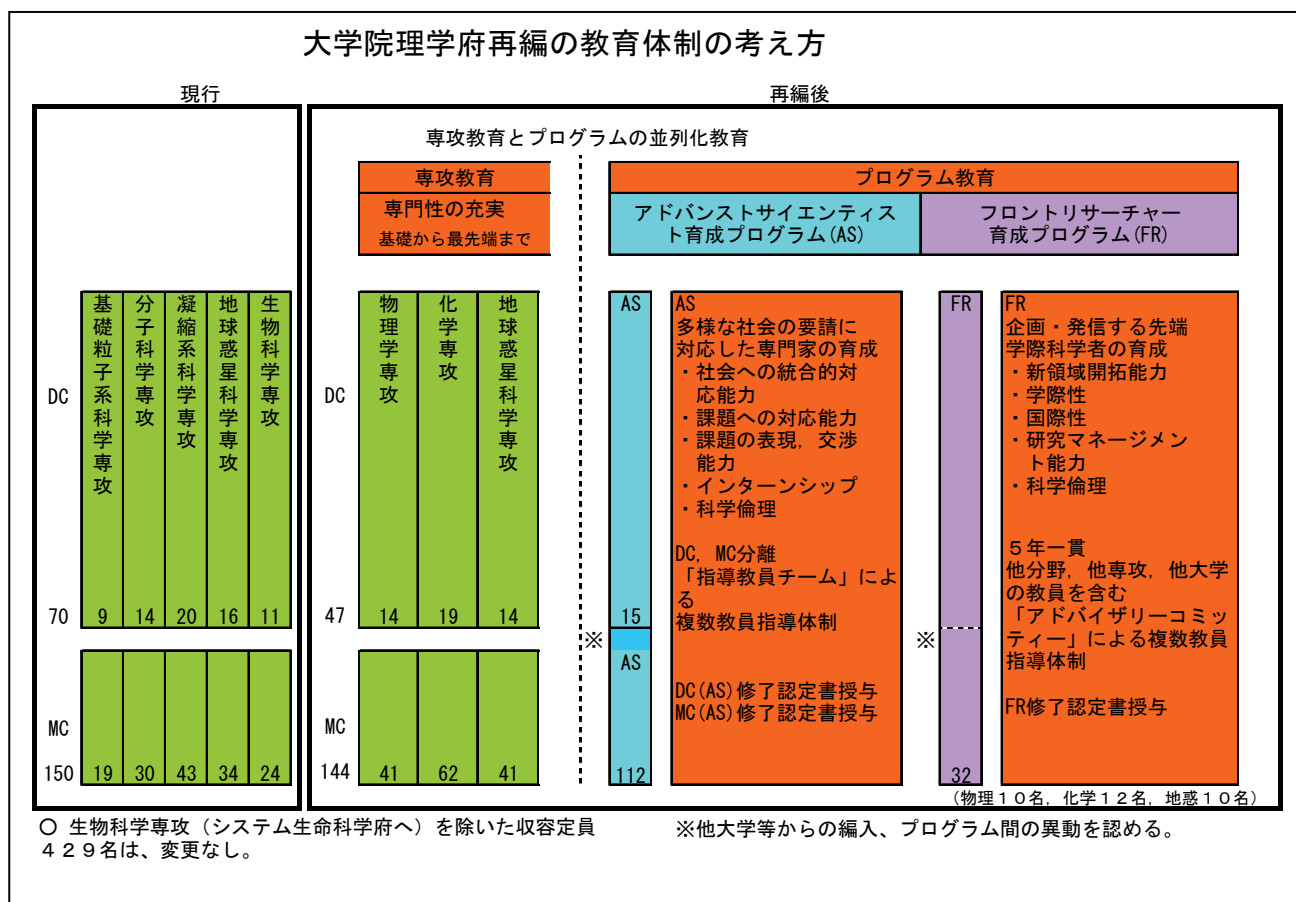 大学院理学府再編の教育体制の考え方
現行
再編後
専攻教育とプログラムの並列化教育
専攻教育
専門性の充実
基礎から最先端まで
プログラム教育
アドバンストサイエンティス
ト育成プログラム(AS)
フロントリサーチャー
育成プログラム(FR)
DC
基礎粒子系科学専攻
分子科学専攻
凝縮系科学専攻
地球惑星科学専攻
生物科学専攻
70
9
14
20
16
11
MC
150
19
30
43
34
24
DC
物理学専攻
化学専攻
地球惑星科学専攻
47
14
19
14
MC
144
41
62
41
AS
15
※
AS
112
AS
多様な社会の要請に
対応した専門家の育成
・社会への統合的対
応能力
・課題への対応能力
・課題の表現，交渉
能力
・インターンシップ
・科学倫理
DC，MC分離
「指導教員チーム」によ
る
複数教員指導体制
DC(AS)修了認定書授与
MC(AS)修了認定書授与
FR
※
32
FR
企画・発信する先端
学際科学者の育成
・新領域開拓能力
・学際性
・国際性
・研究マネージメン
ト能力
・科学倫理
５年一貫
他分野，他専攻，他大学
の教員を含む
「アドバイザリーコミッ
ティー」による複数教員
指導体制
FR修了認定書授与
（物理１０名，化学１２名，地惑１０名）
○ 生物科学専攻（システム生命科学府へ）を除いた収容定員
４２９名は、変更なし。
※他大学等からの編入、プログラム間の異動を認める。